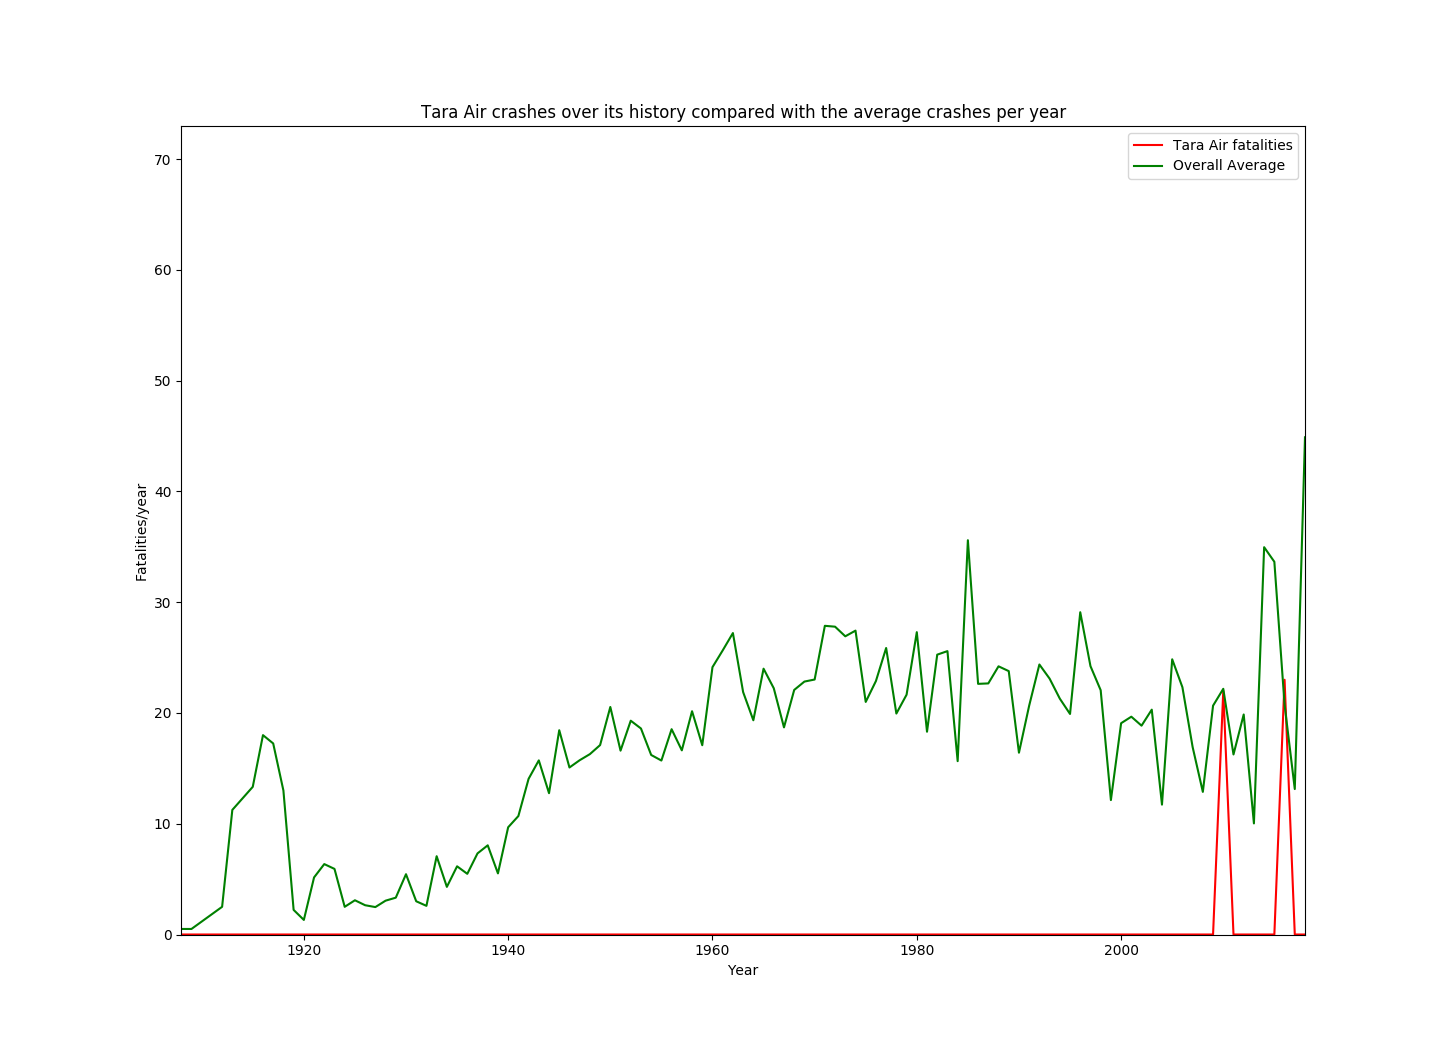 Tara Air crashes over its history compared with the average crashes per year
Tara Air fatalities
Overall Average
70
60
50
40
30
20
10
0
Fatalities/year
1920 1940 1960 1980 2000
Year